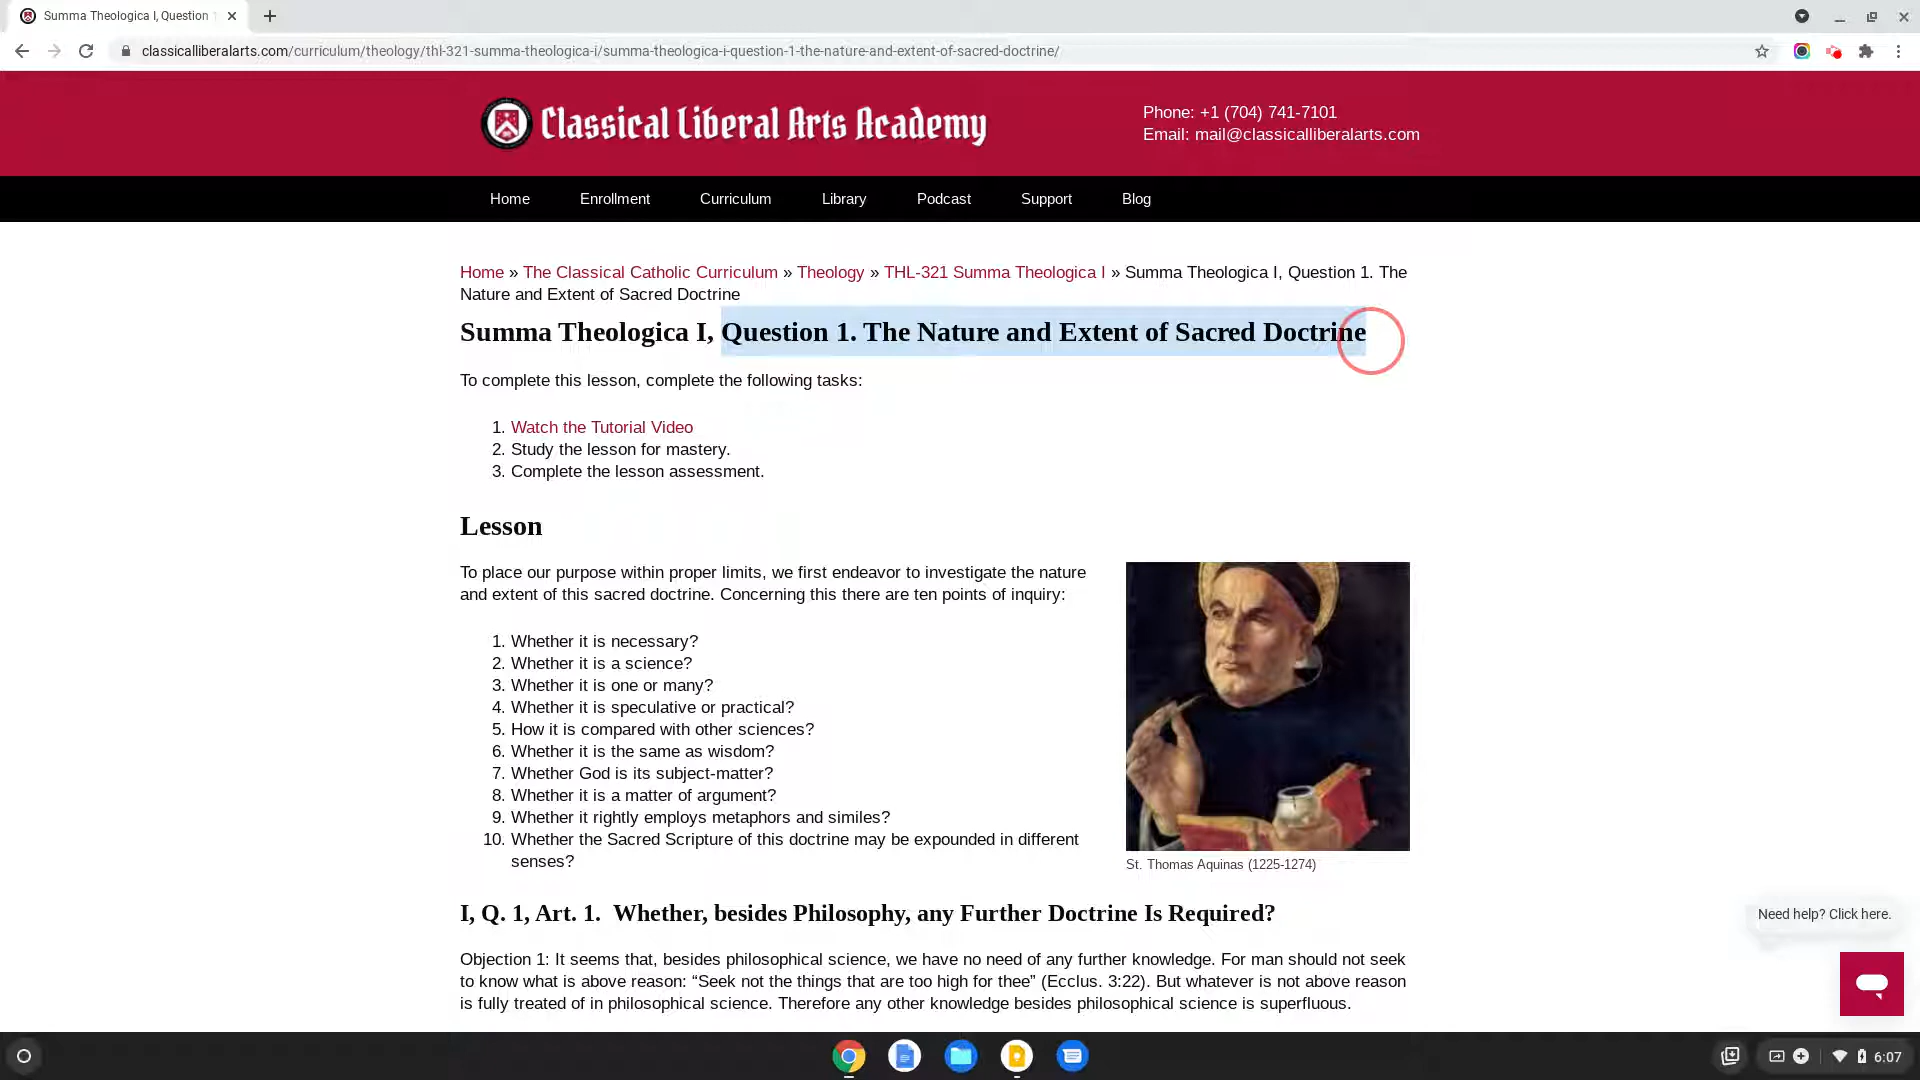 Summa Theologica I, Question 1
classicalliberalarts.com/curriculum/theology/thl-321-summa-theologica-i/summa-theologica-i-question-1-the-nature-and-extent-of-sacred-doctrine/
Classical Liberal Arts Academy
Phone: +1 (704) 741-7101
Email: mail@classicalliberalarts.com
Home Enrollment Curriculum Library Podcast Support Blog
Home » The Classical Catholic Curriculum » Theology » THL-321 Summa Theologica I » Summa Theologica I, Question 1. The
Nature and Extent of Sacred Doctrine
Summa Theologica I, Question 1. The Nature and Extent of Sacred Doctrine
To complete this lesson, complete the following tasks:
1. Watch the Tutorial Video
2. Study the lesson for mastery.
3. Complete the lesson assessment.
Lesson
To place our purpose within proper limits, we first endeavor to investigate the nature
and extent of this sacred doctrine. Concerning this there are ten points of inquiry:
1. Whether it is necessary?
2. Whether it is a science?
3. Whether it is one or many?
4. Whether it is speculative or practical?
5. How it is compared with other sciences?
6. Whether it is the same as wisdom?
7. Whether God is its subject-matter?
8. Whether it is a matter of argument?
9. Whether it rightly employs metaphors and similes?
10. Whether the Sacred Scripture of this doctrine may be expounded in different
senses?
St. Thomas Aquinas (1225-1274)
I, Q. 1, Art. 1. Whether, besides Philosophy, any Further Doctrine Is Required?
Objection 1: It seems that, besides philosophical science, we have no need of any further knowledge. For man should not seek
to know what is above reason: “Seek not the things that are too high for thee” (Ecclus. 3:22). But whatever is not above reason
is fully treated of in philosophical science. Therefore any other knowledge besides philosophical science is superfluous.
Need help? Click here.
6:07